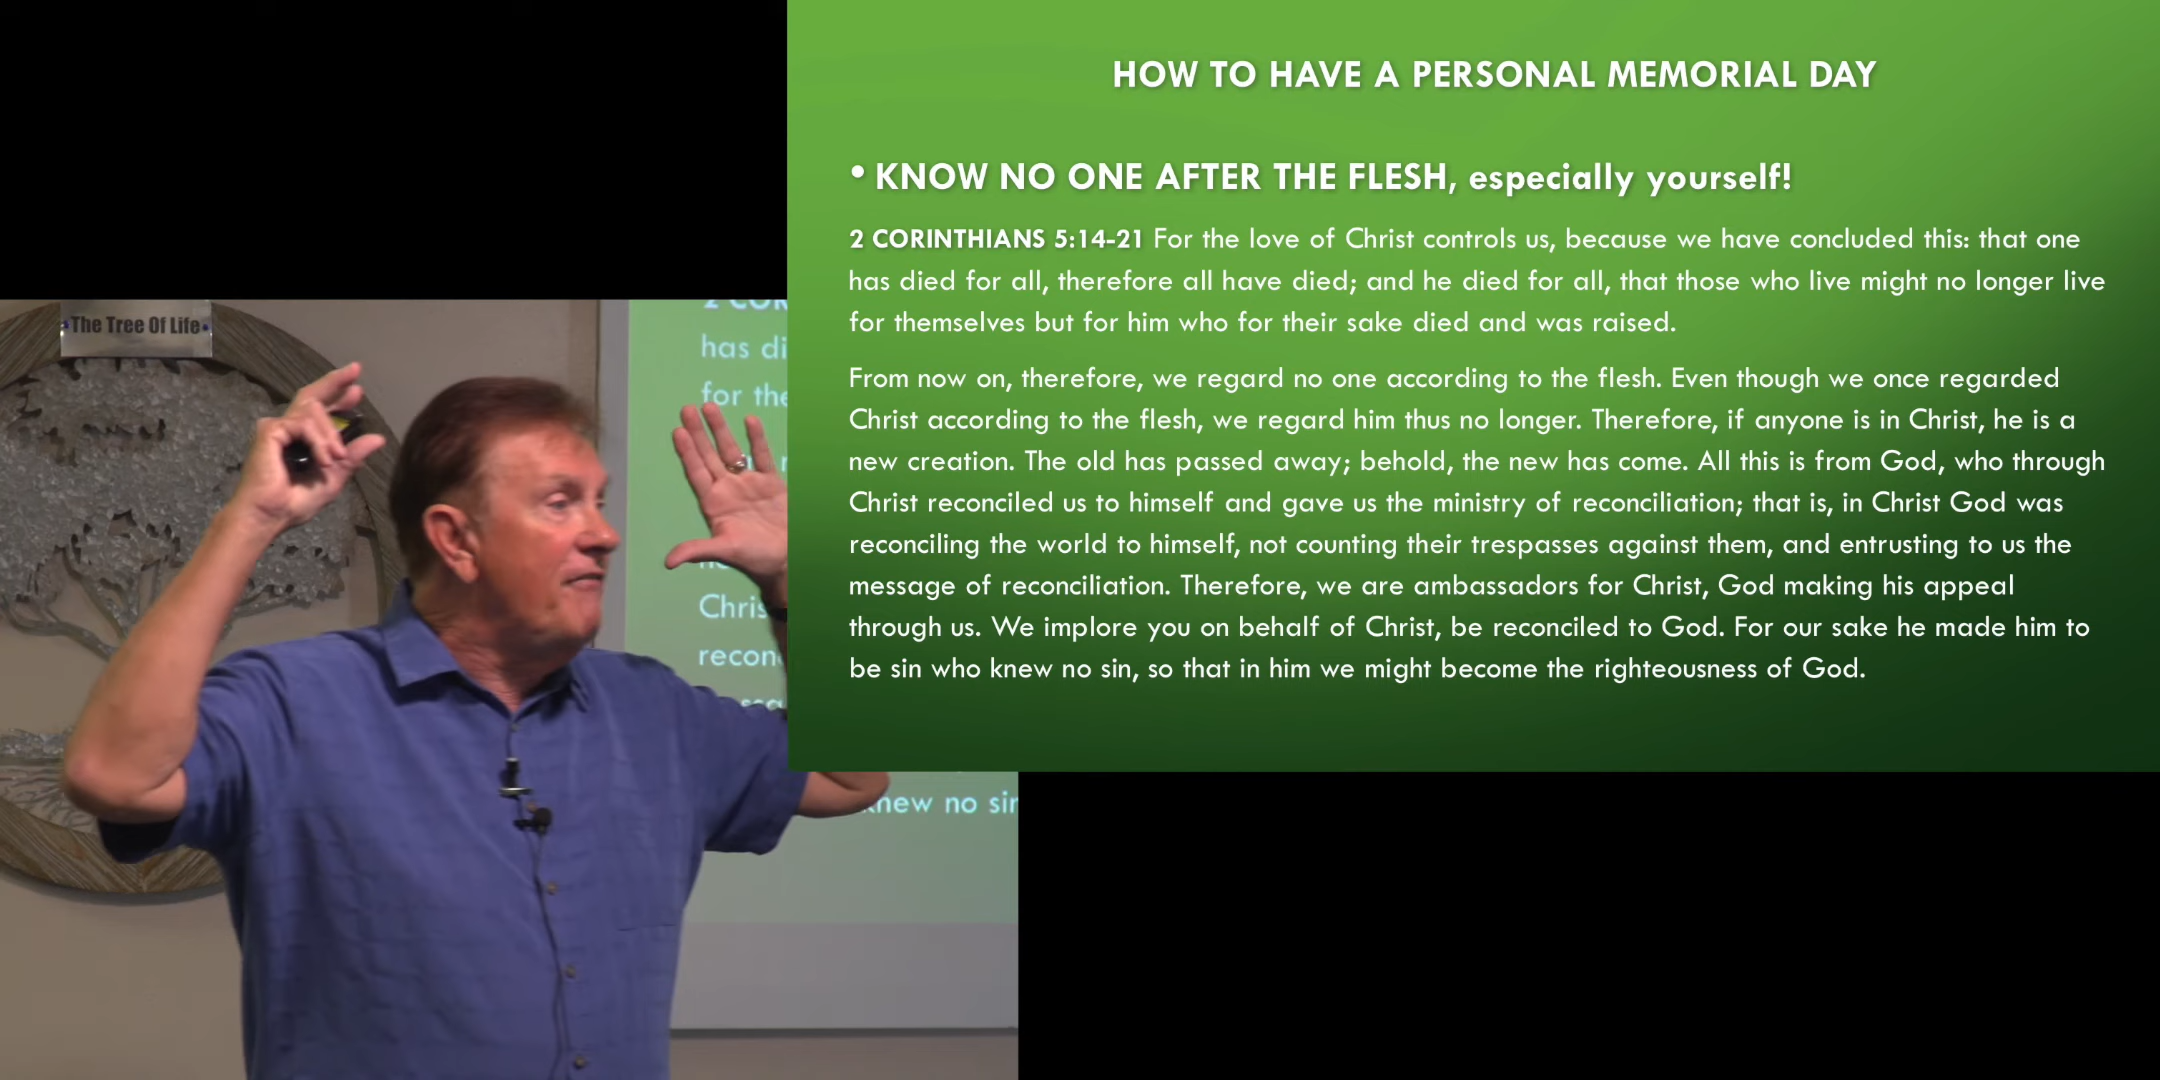 HOW TO HAVE A PERSONAL MEMORIAL DAY
• KNOW NO ONE AFTER THE FLESH, especially yourself!
2 CORINTHIANS 5:14-21 For the love of Christ controls us, because we have concluded this: that one
has died for all, therefore all have died; and he died for all, that those who live might no longer live
for themselves but for him who for their sake died and was raised.
From now on, therefore, we regard no one according to the flesh. Even though we once regarded
Christ according to the flesh, we regard him thus no longer. Therefore, if anyone is in Christ, he is a
new creation. The old has passed away; behold, the new has come. All this is from God, who through
Christ reconciled us to himself and gave us the ministry of reconciliation; that is, in Christ God was
reconciling the world to himself, not counting their trespasses against them, and entrusting to us the
message of reconciliation. Therefore, we are ambassadors for Christ, God making his appeal
through us. We implore you on behalf of Christ, be reconciled to God. For our sake he made him to
be sin who knew no sin, so that in him we might become the righteousness of God.
The Tree Of Life
has di
for the
Chris
recon
knew no sin